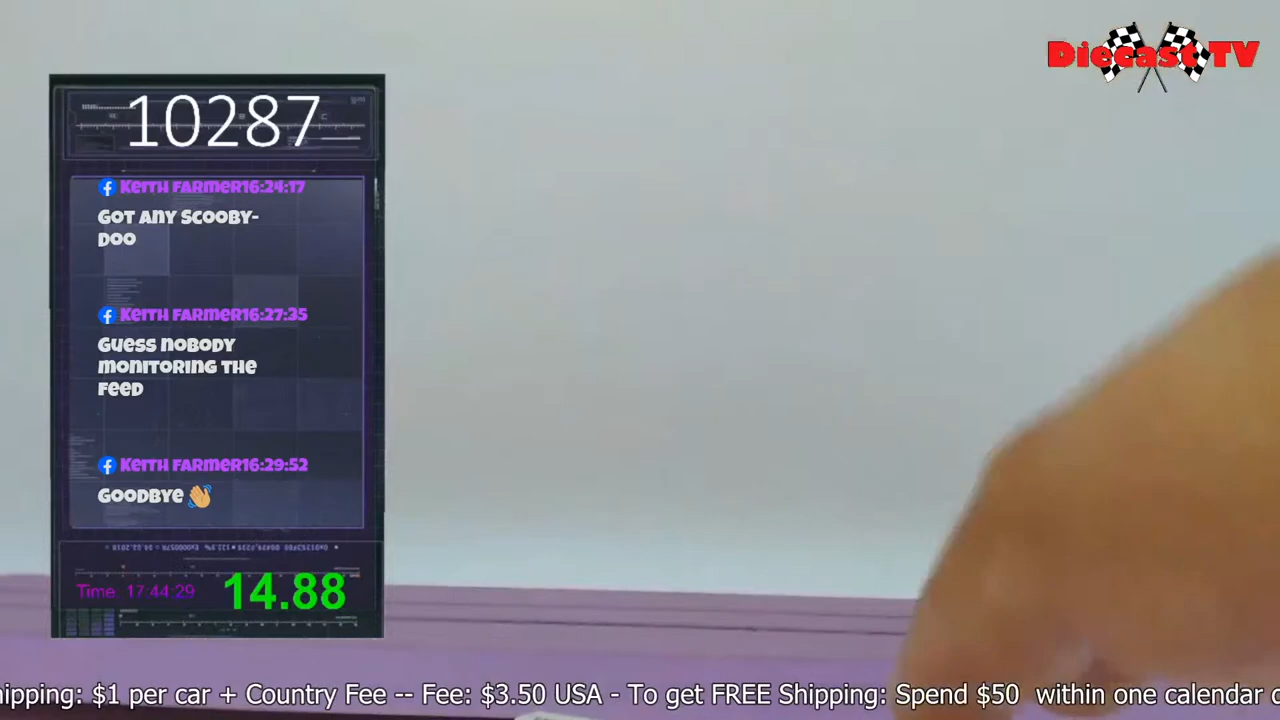 Diecast TV
10287
Keith Farmer16:24:17
Got any Scooby-
Doo
Keith Farmer16:27:35
Guess nobody
monitoring the
feed
Keith Farmer16:29:52
Goodbye 👋
Time: 17:44:29
14.88
hipping: $1 per car + Country Fee -- Fee: $3.50 USA - To get FREE Shipping: Spend $50 within one calendar d